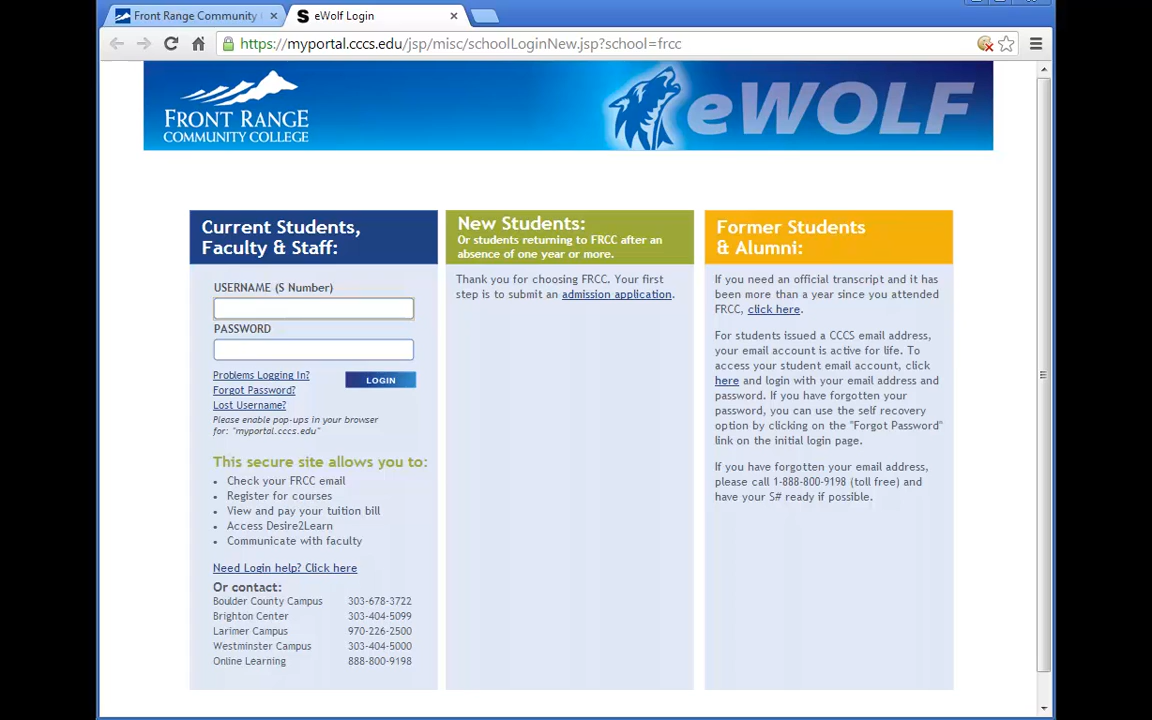 Front Range Community
eWolf Login
https://myportal.cccs.edu/jsp/misc/schoolLoginNew.jsp?school=frcc
FRONT RANGE
COMMUNITY COLLEGE
eWOLF
Current Students,
Faculty & Staff:
USERNAME (S Number)
PASSWORD
Problems Logging In?
LOGIN
Forgot Password?
Lost Username?
Please enable pop-ups in your browser
for: "myportal.cccs.edu"
This secure site allows you to:
• Check your FRCC email
• Register for courses
• View and pay your tuition bill
• Access Desire2Learn
• Communicate with faculty
Need Login help? Click here
Or contact:
Boulder County Campus 303-678-3722
Brighton Center 303-404-5099
Larimer Campus 970-226-2500
Westminster Campus 303-404-5000
Online Learning 888-800-9198
New Students:
Or students returning to FRCC after an
absence of one year or more.
Thank you for choosing FRCC. Your first
step is to submit an admission application.
Former Students
& Alumni:
If you need an official transcript and it has
been more than a year since you attended
FRCC, click here.
For students issued a CCCS email address,
your email account is active for life. To
access your student email account, click
here and login with your email address and
password. If you have forgotten your
password, you can use the self recovery
option by clicking on the "Forgot Password"
link on the initial login page.
If you have forgotten your email address,
please call 1-888-800-9198 (toll free) and
have your S# ready if possible.